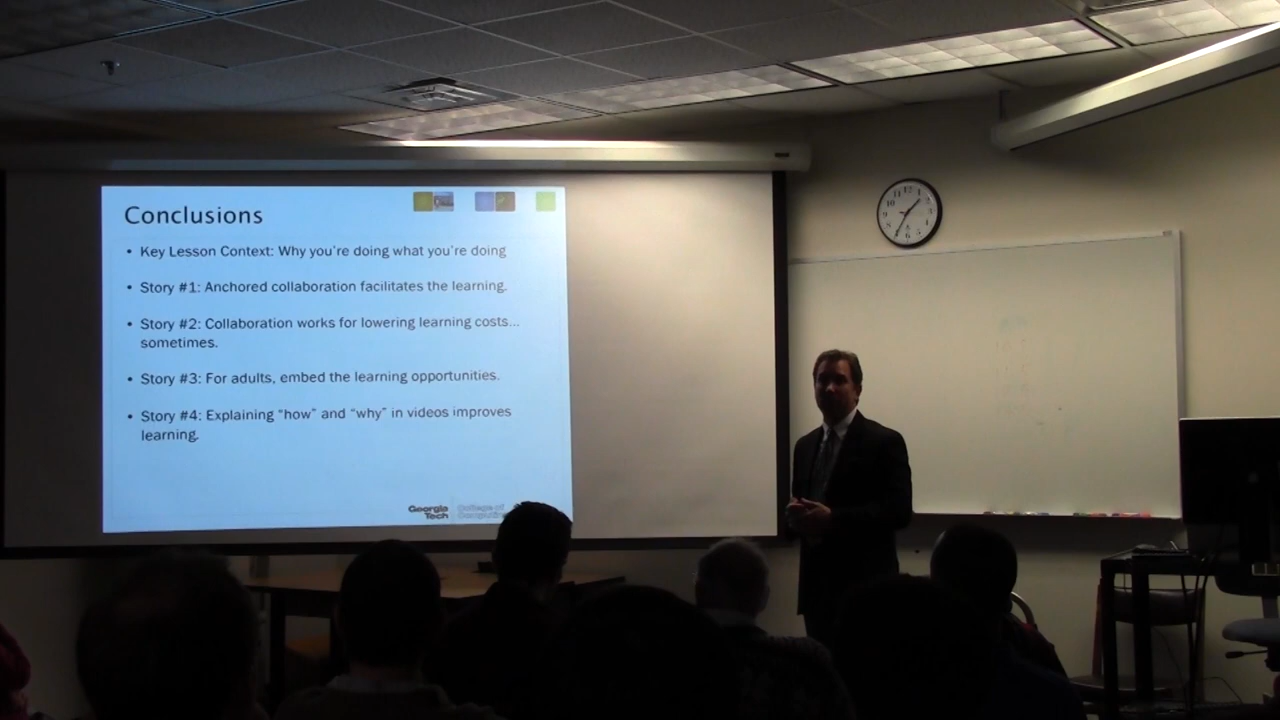 Conclusions
• Key Lesson Context: Why you're doing what you're doing
• Story #1: Anchored collaboration facilitates the learning.
• Story #2: Collaboration works for lowering learning costs...
sometimes.
• Story #3: For adults, embed the learning opportunities.
• Story #4: Explaining "how" and "why" in videos improves
learning.
Georgia
Tech
College of